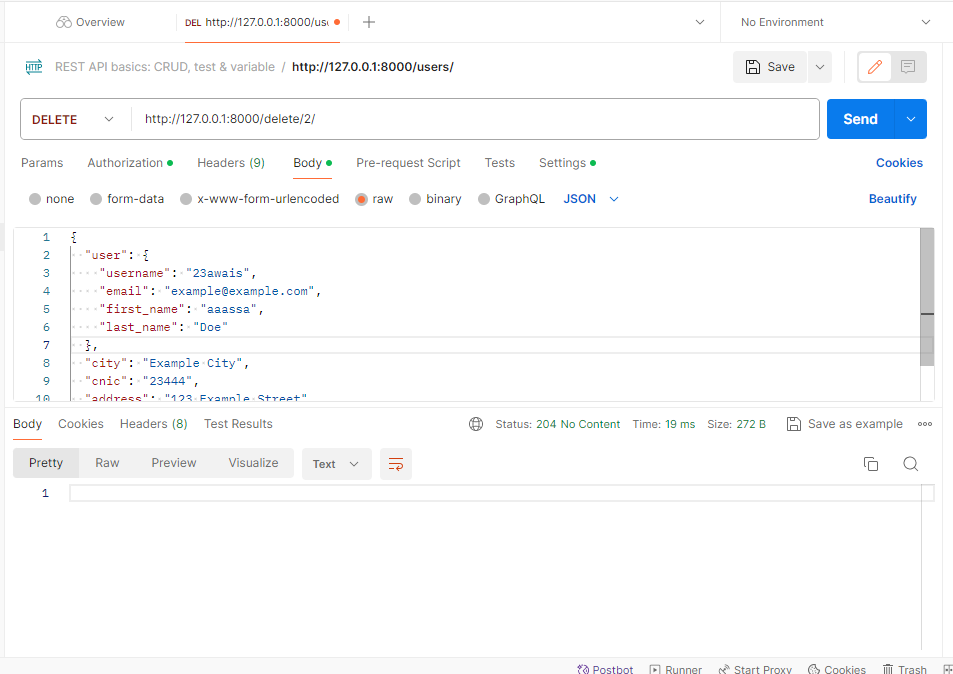 Overview
DEL http://127.0.0.1:8000/use
No Environment
HTTP REST API basics: CRUD, test & variable / http://127.0.0.1:8000/users/
Save
DELETE http://127.0.0.1:8000/delete/2/ Send
Params Authorization Headers (9) Body Pre-request Script Tests Settings Cookies
none form-data x-www-form-urlencoded raw binary GraphQL JSON Beautify
1 {
2 "user": {
3 "username": "23awais",
4 "email": "example@example.com",
5 "first_name": "aaassa",
6 "last_name": "Doe"
7 },
8 "city": "Example City",
9 "cnic": "23444",
10 "address": "123 Example Street"
Body Cookies Headers (8) Test Results Status: 204 No Content Time: 19 ms Size: 272 B Save as example
Pretty Raw Preview Visualize Text
1
Postbot Runner Start Proxy Cookies Trash